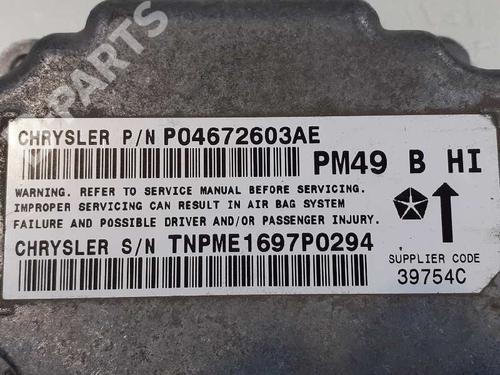 PARTS
CHRYSLER P/N P04672603AE
PM49 B HI
WARNING. REFER TO SERVICE MANUAL BEFORE SERVICING.
IMPROPER SERVICING CAN RESULT IN AIR BAG SYSTEM
FAILURE AND POSSIBLE DRIVER AND/OR PASSENGER INJURY.
CHRYSLER S/N TNPME1697P0294
SUPPLIER CODE
39754C